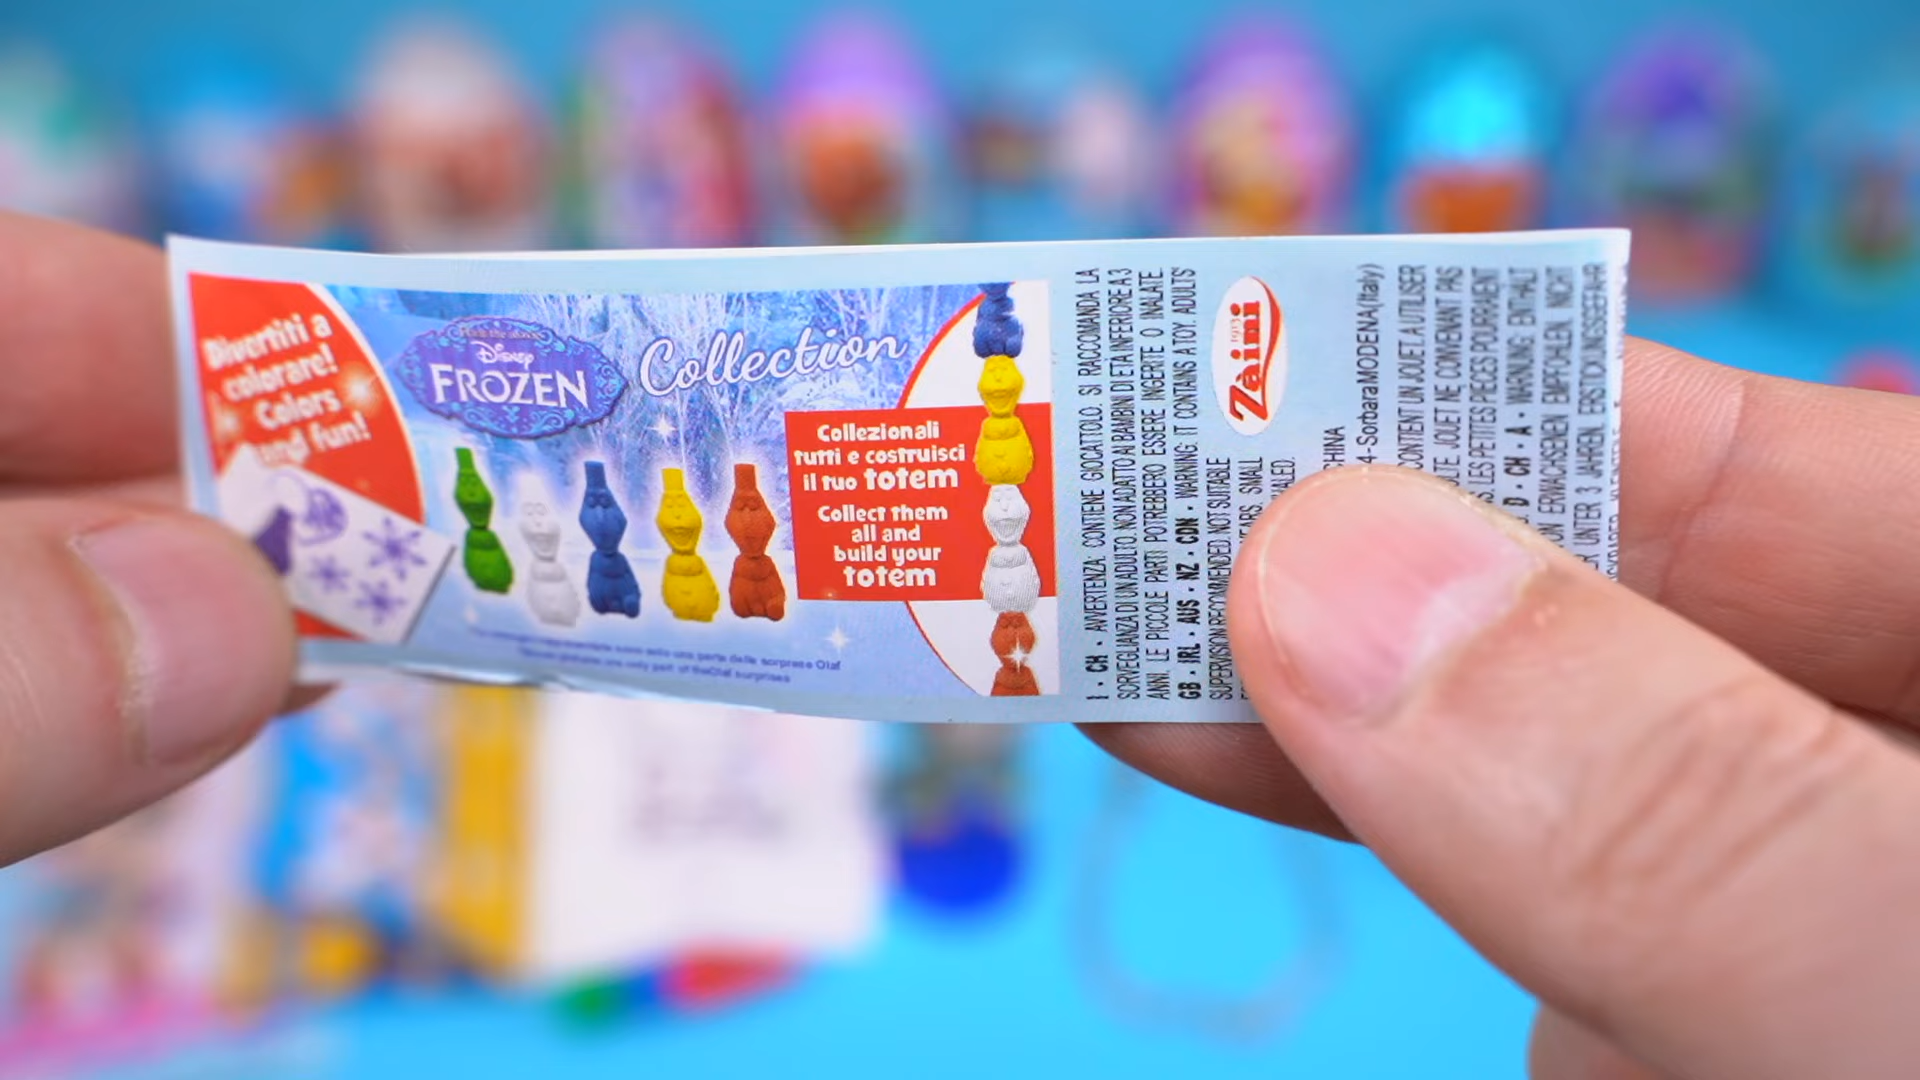 Divertiti a
colorare!
Colors
and fun!
Disney
FROZEN
Collection
Collezionali
tutti e costruisci
il tuo totem
Collect them
all and
build your
totem
I - CH - AVVERTENZA: CONTIENE GIOCATTOLO. SI RACCOMANDA LA
SORVEGLIANZA DI UN ADULTO. NON ADATTO AI BAMBINI DI ETÀ INFERIORE A 3
ANNI. LE PICCOLE PARTI POTREBBERO ESSERE INGERITE O INALATE.
GB - IRL - AUS - NZ - CDN - WARNING: IT CONTAINS A TOY. ADULTS'
SUPERVISION RECOMMENDED. NOT SUITABLE
YEARS. SMALL
Zàini
1913
CHINA
4-Sorbara MODENA (Italy)
CONTENT UN JOUET. A UTILISER
JOUET NE CONVENANT PAS
LES PETITES PIECES POURRAIENT
D - CH - A - WARNUNG: ENTHÄLT
VON ERWACHSENEN EMPFOHLEN. NICHT
UNTER 3 JAHREN. ERSTICKUNGSGEFAHR